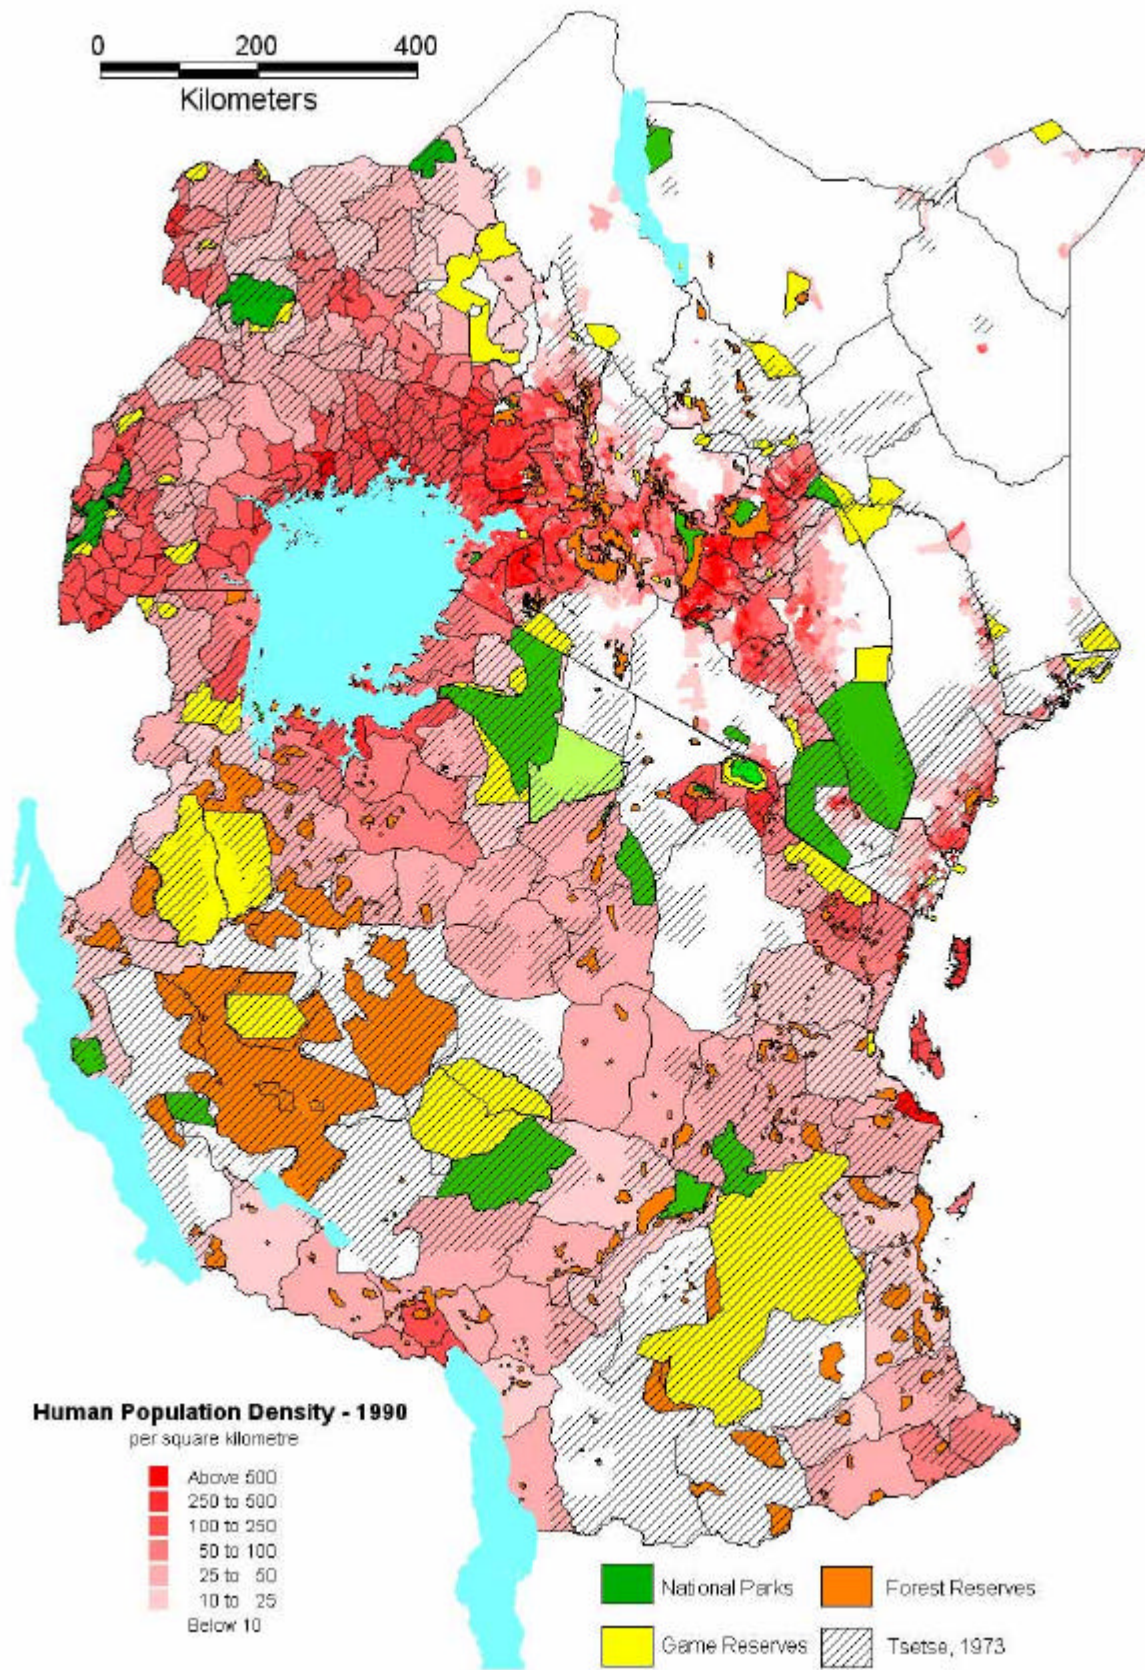 0 200 400
Kilometers
Human Population Density - 1990
per square kilometre
Above 500
250 to 500
100 to 250
50 to 100
25 to 50
10 to 25
Below 10
National Parks
Forest Reserves
Game Reserves
Tsetse, 1973